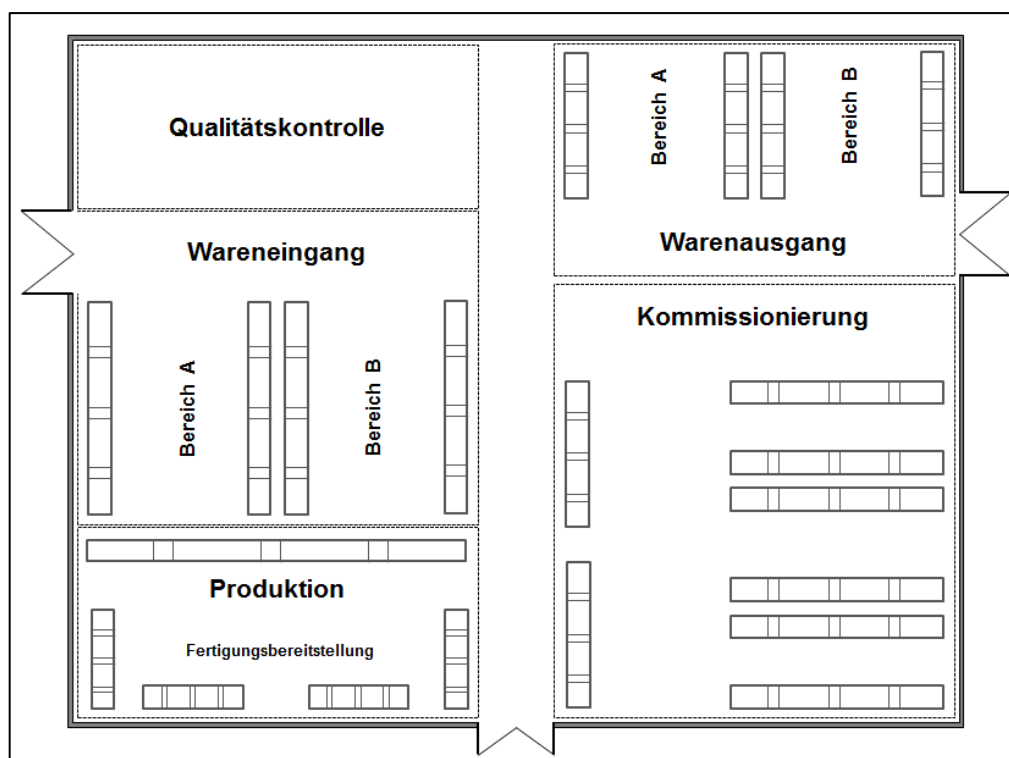 Qualitätskontrolle
Wareneingang
Bereich A
Bereich B
Produktion
Fertigungsbereitstellung
Bereich A
Bereich B
Warenausgang
Kommissionierung